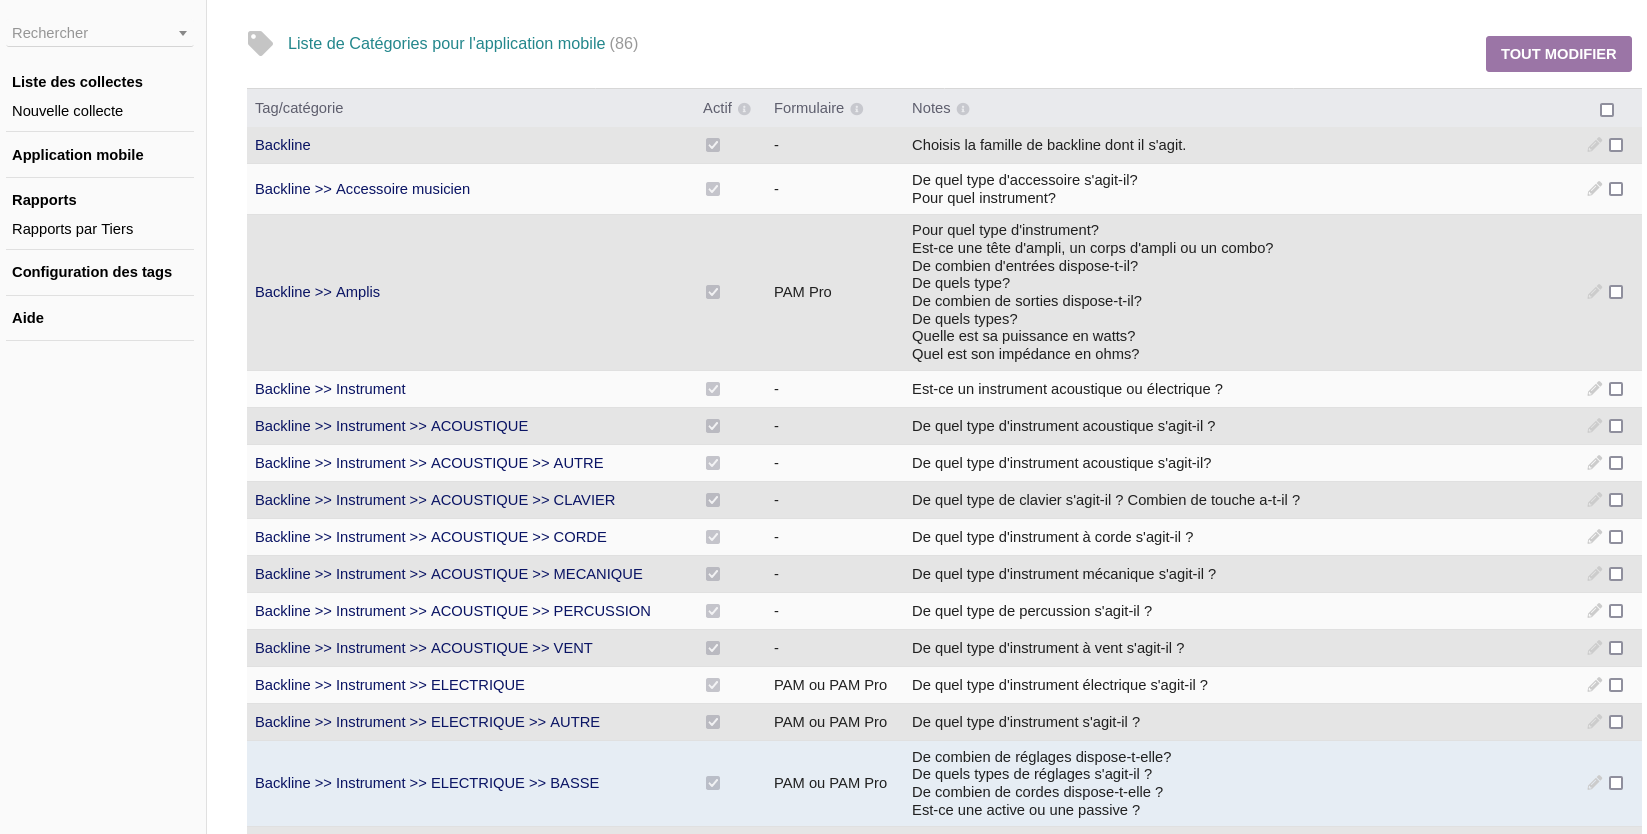 Rechercher
Liste des collectes
Nouvelle collecte
Application mobile
Rapports
Rapports par Tiers
Configuration des tags
Aide
Liste de Catégories pour l'application mobile (86)
TOUT MODIFIER
Tag/catégorie Actif Formulaire Notes
Backline - Choisis la famille de backline dont il s'agit.
Backline >> Accessoire musicien - De quel type d'accessoire s'agit-il?
Pour quel instrument?
Backline >> Amplis PAM Pro Pour quel type d'instrument?
Est-ce une tête d'ampli, un corps d'ampli ou un combo?
De combien d'entrées dispose-t-il?
De quels type?
De combien de sorties dispose-t-il?
De quels types?
Quelle est sa puissance en watts?
Quel est son impédance en ohms?
Backline >> Instrument - Est-ce un instrument acoustique ou électrique ?
Backline >> Instrument >> ACOUSTIQUE - De quel type d'instrument acoustique s'agit-il ?
Backline >> Instrument >> ACOUSTIQUE >> AUTRE - De quel type d'instrument acoustique s'agit-il?
Backline >> Instrument >> ACOUSTIQUE >> CLAVIER - De quel type de clavier s'agit-il ? Combien de touche a-t-il ?
Backline >> Instrument >> ACOUSTIQUE >> CORDE - De quel type d'instrument à corde s'agit-il ?
Backline >> Instrument >> ACOUSTIQUE >> MECANIQUE - De quel type d'instrument mécanique s'agit-il ?
Backline >> Instrument >> ACOUSTIQUE >> PERCUSSION - De quel type de percussion s'agit-il ?
Backline >> Instrument >> ACOUSTIQUE >> VENT - De quel type d'instrument à vent s'agit-il ?
Backline >> Instrument >> ELECTRIQUE PAM ou PAM Pro De quel type d'instrument électrique s'agit-il ?
Backline >> Instrument >> ELECTRIQUE >> AUTRE PAM ou PAM Pro De quel type d'instrument s'agit-il ?
Backline >> Instrument >> ELECTRIQUE >> BASSE PAM ou PAM Pro De combien de réglages dispose-t-elle?
De quels types de réglages s'agit-il ?
De combien de cordes dispose-t-elle ?
Est-ce une active ou une passive ?